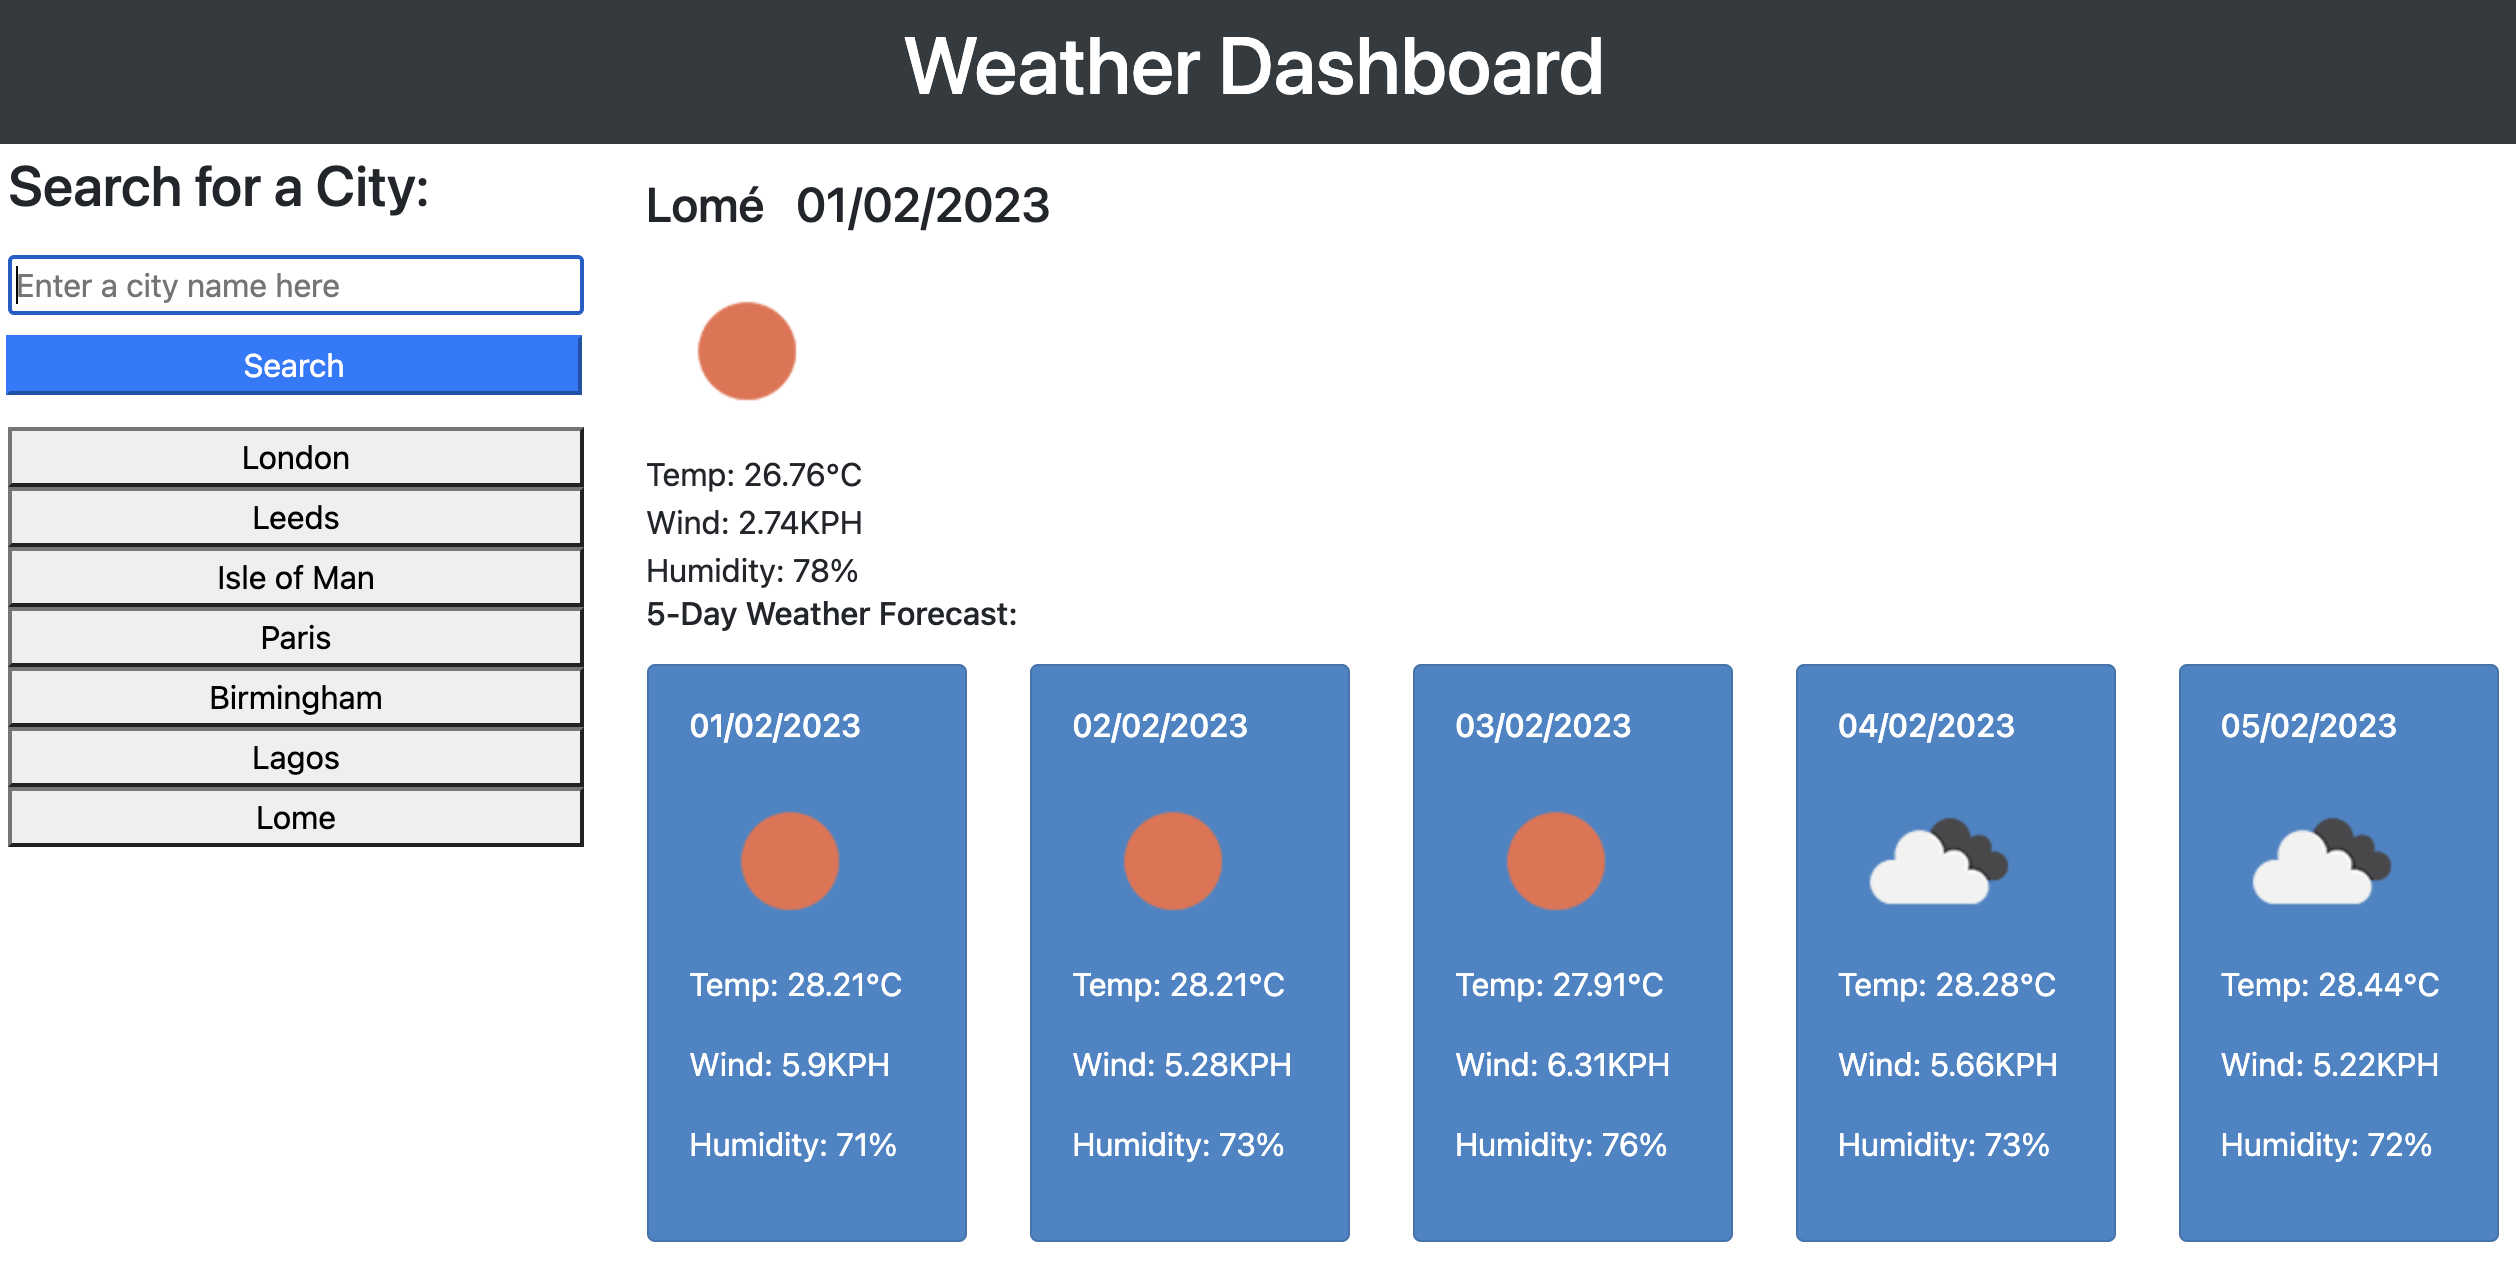 Weather Dashboard
Search for a City:
Enter a city name here
Search
London
Leeds
Isle of Man
Paris
Birmingham
Lagos
Lome
Lomé 01/02/2023
Temp: 26.76°C
Wind: 2.74KPH
Humidity: 78%
5-Day Weather Forecast:
01/02/2023
Temp: 28.21°C
Wind: 5.9KPH
Humidity: 71%
02/02/2023
Temp: 28.21°C
Wind: 5.28KPH
Humidity: 73%
03/02/2023
Temp: 27.91°C
Wind: 6.31KPH
Humidity: 76%
04/02/2023
Temp: 28.28°C
Wind: 5.66KPH
Humidity: 73%
05/02/2023
Temp: 28.44°C
Wind: 5.22KPH
Humidity: 72%